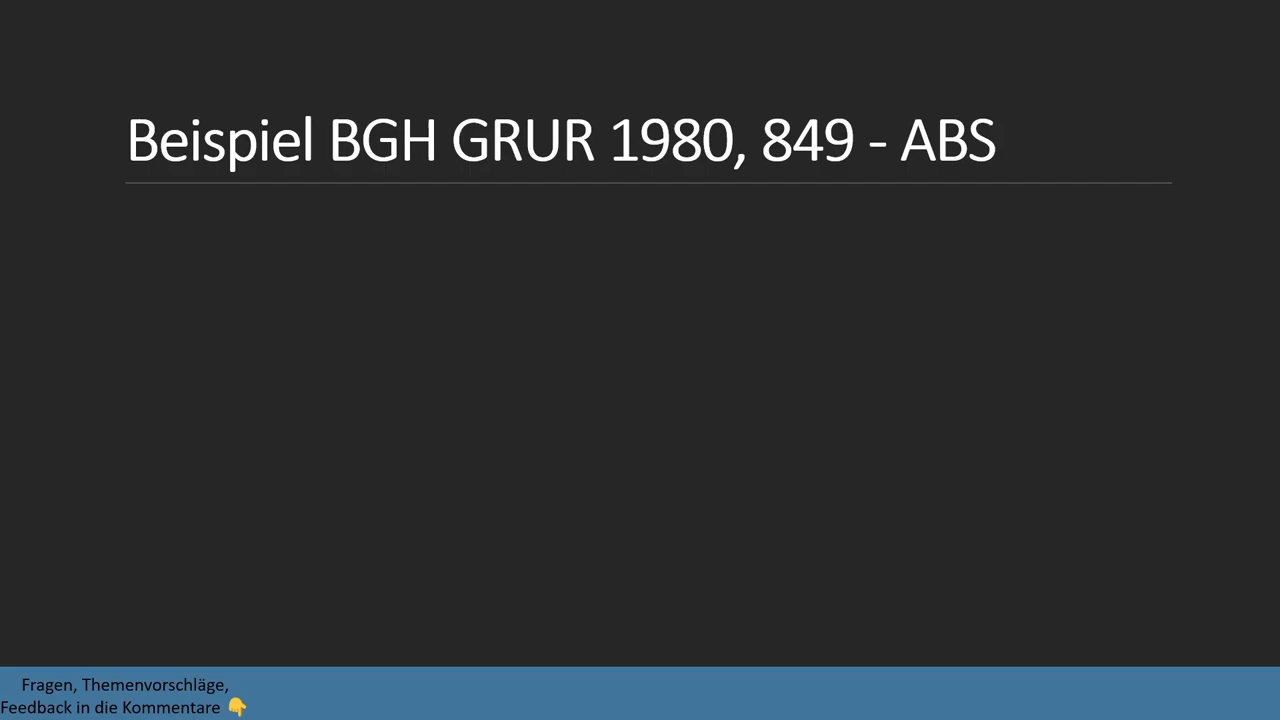 Beispiel BGH GRUR 1980, 849 - ABS
Fragen, Themenvorschläge,
Feedback in die Kommentare 👇